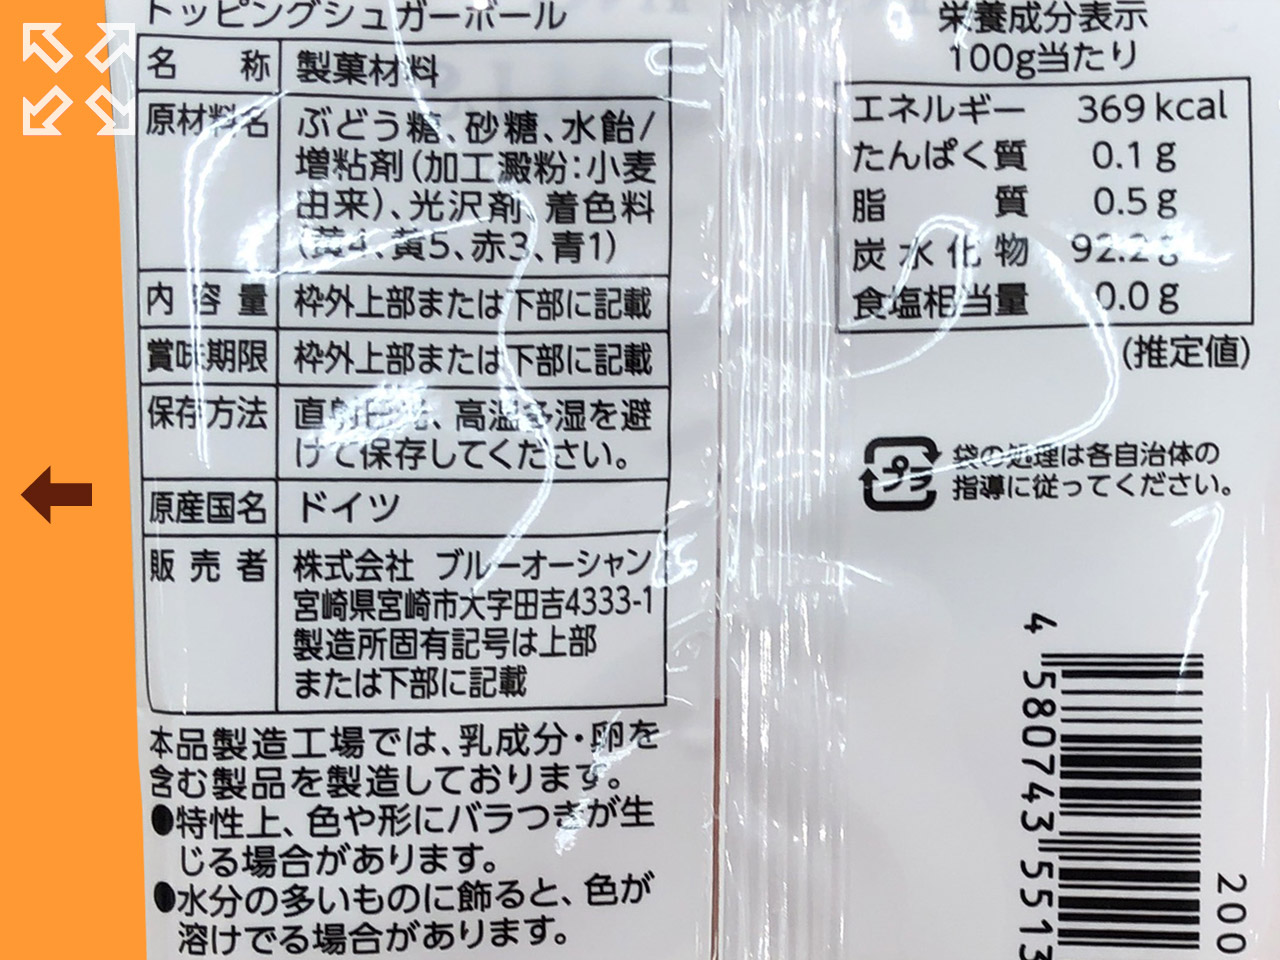 トッピングシュガーボール
名称 製菓材料
原材料名 ぶどう糖、砂糖、水飴/
増粘剤(加工澱粉:小麦
由来)、光沢剤、着色料
(黄4、黄5、赤3、青1)
内容量 枠外上部または下部に記載
賞味期限 枠外上部または下部に記載
保存方法 直射日光、高温多湿を避
けて保存してください。
原産国名 ドイツ
販売者 株式会社 ブルーオーシャン
宮崎県宮崎市大字田吉4333-1
製造所固有記号は上部
または下部に記載
本品製造工場では、乳成分・卵を
含む製品を製造しております。
●特性上、色や形にバラつきが生
じる場合があります。
●水分の多いものに飾ると、色が
溶けでる場合があります。
栄養成分表示
100g当たり
エネルギー 369kcal
たんぱく質 0.1g
脂質 0.5g
炭水化物 92.2g
食塩相当量 0.0g
(推定値)
プラ
袋の処理は各自治体の
指導に従ってください。
4 580743 5513
200